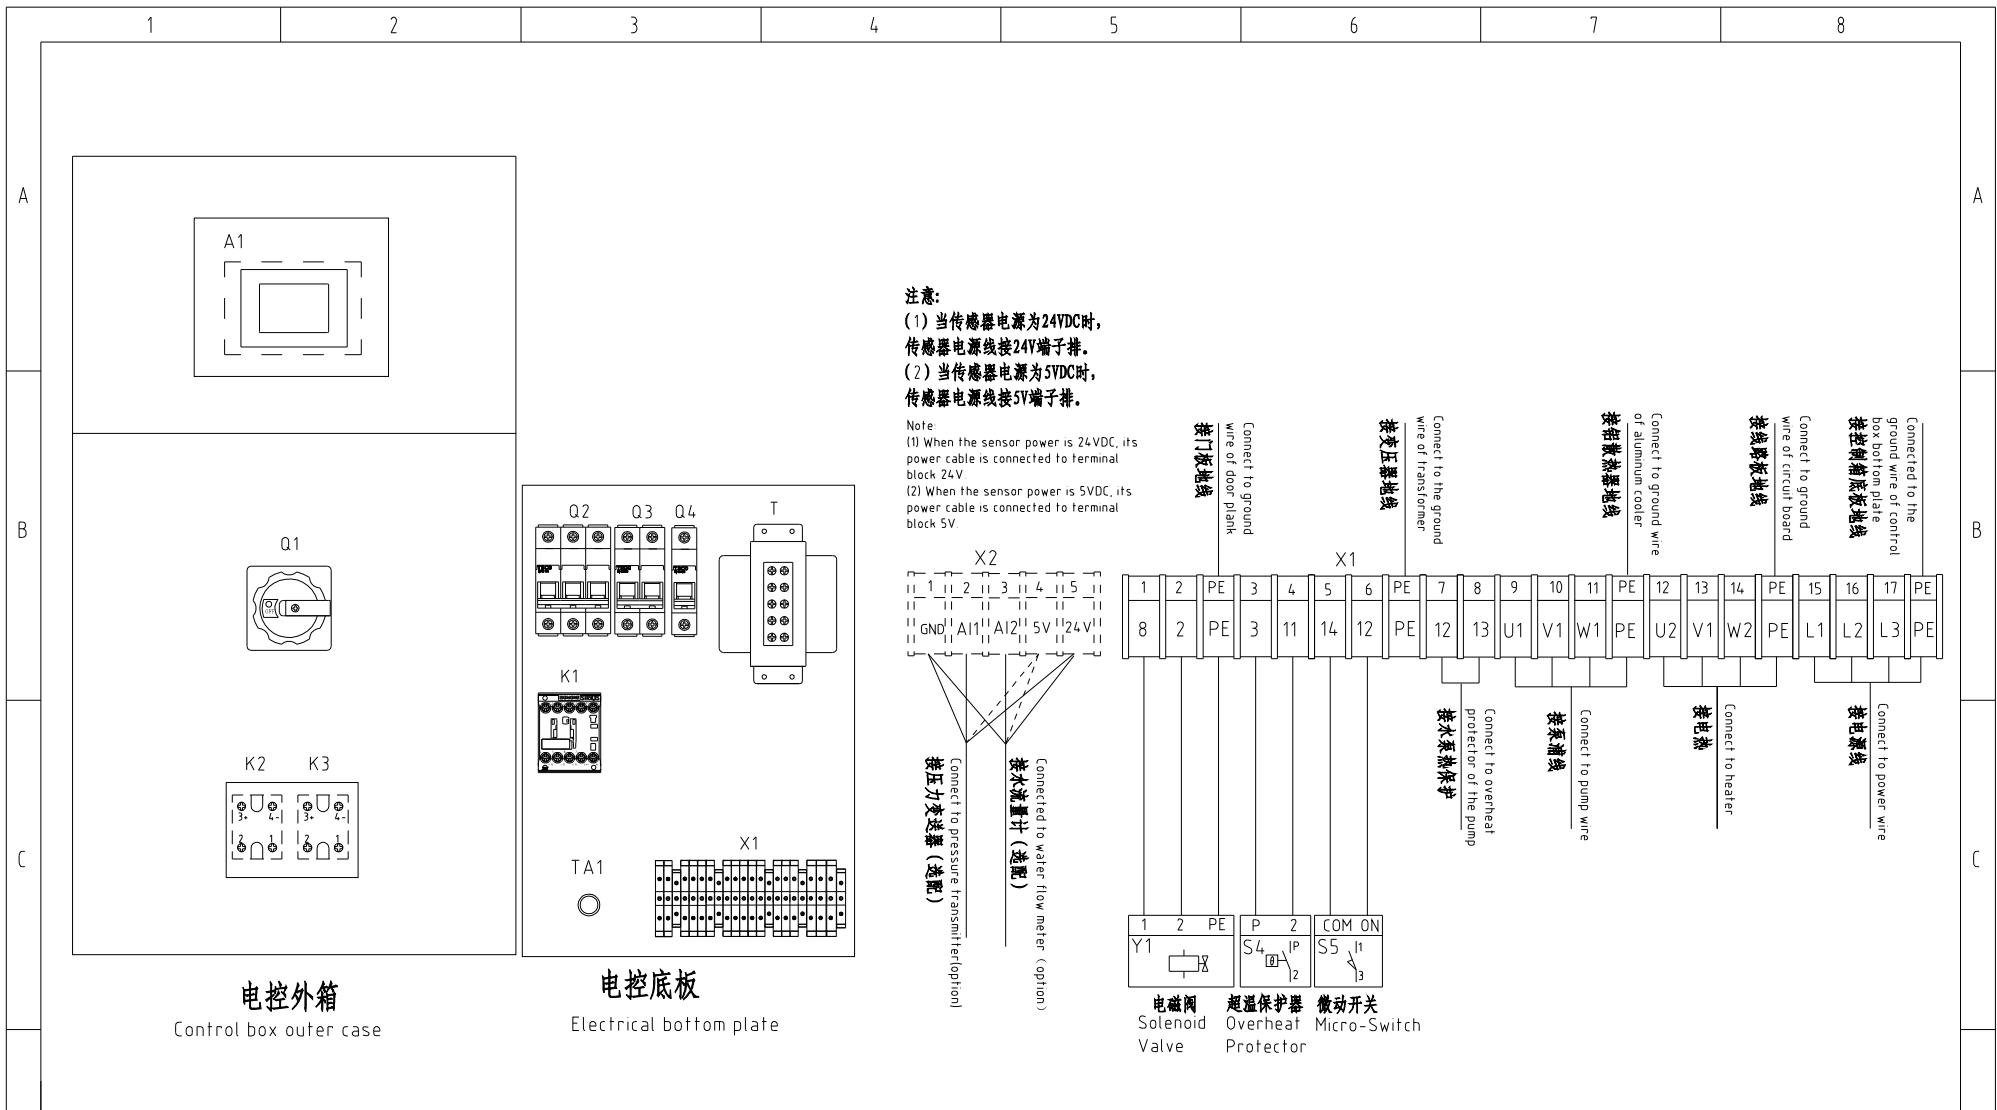 1 2 3 4 5 6 7 8
A
B
C
A
B
C
A1
Q1
K2 K3
3+ 4-
2 1
3+ 4-
2 1
OFF
电控外箱
Control box outer case
Q2 Q3 Q4 T
K1
TA1
X1
电控底板
Electrical bottom plate
注意:
(1) 当传感器电源为24VDC时,
传感器电源线接24V端子排。
(2) 当传感器电源为5VDC时,
传感器电源线接5V端子排。
Note:
(1) When the sensor power is 24VDC, its
power cable is connected to terminal
block 24V.
(2) When the sensor power is 5VDC, its
power cable is connected to terminal
block 5V.
X2
1 2 3 4 5
GND AI1 AI2 5V 24V
接压力变送器(选配)
Connect to pressure transmitter(option)
接水流量计(选配)
Connected to water flow meter (option)
接门板地线
Connect to ground
wire of door plank
接变压器地线
Connect to the ground
wire of transformer
接铝散热器地线
Connect to ground wire
of aluminum cooler
接线路板地线
Connect to ground
wire of circuit board
接控制箱底板地线
Connected to the
ground wire of control
box bottom plate
X1
1 2 PE 3 4 5 6 PE 7 8 9 10 11 PE 12 13 14 PE 15 16 17 PE
8 2 PE 3 11 14 12 PE 12 13 U1 V1 W1 PE U2 V1 W2 PE L1 L2 L3 PE
接水泵热保护
Connect to overheat
protector of the pump
接泵浦线
Connect to pump wire
接电热
Connect to heater
接电源线
Connect to power wire
1 2 PE
Y1
P 2
S4 P
θ
2
COM ON
S5 1
3
电磁阀
Solenoid
Valve
超温保护器
Overheat
Protector
微动开关
Micro-Switch